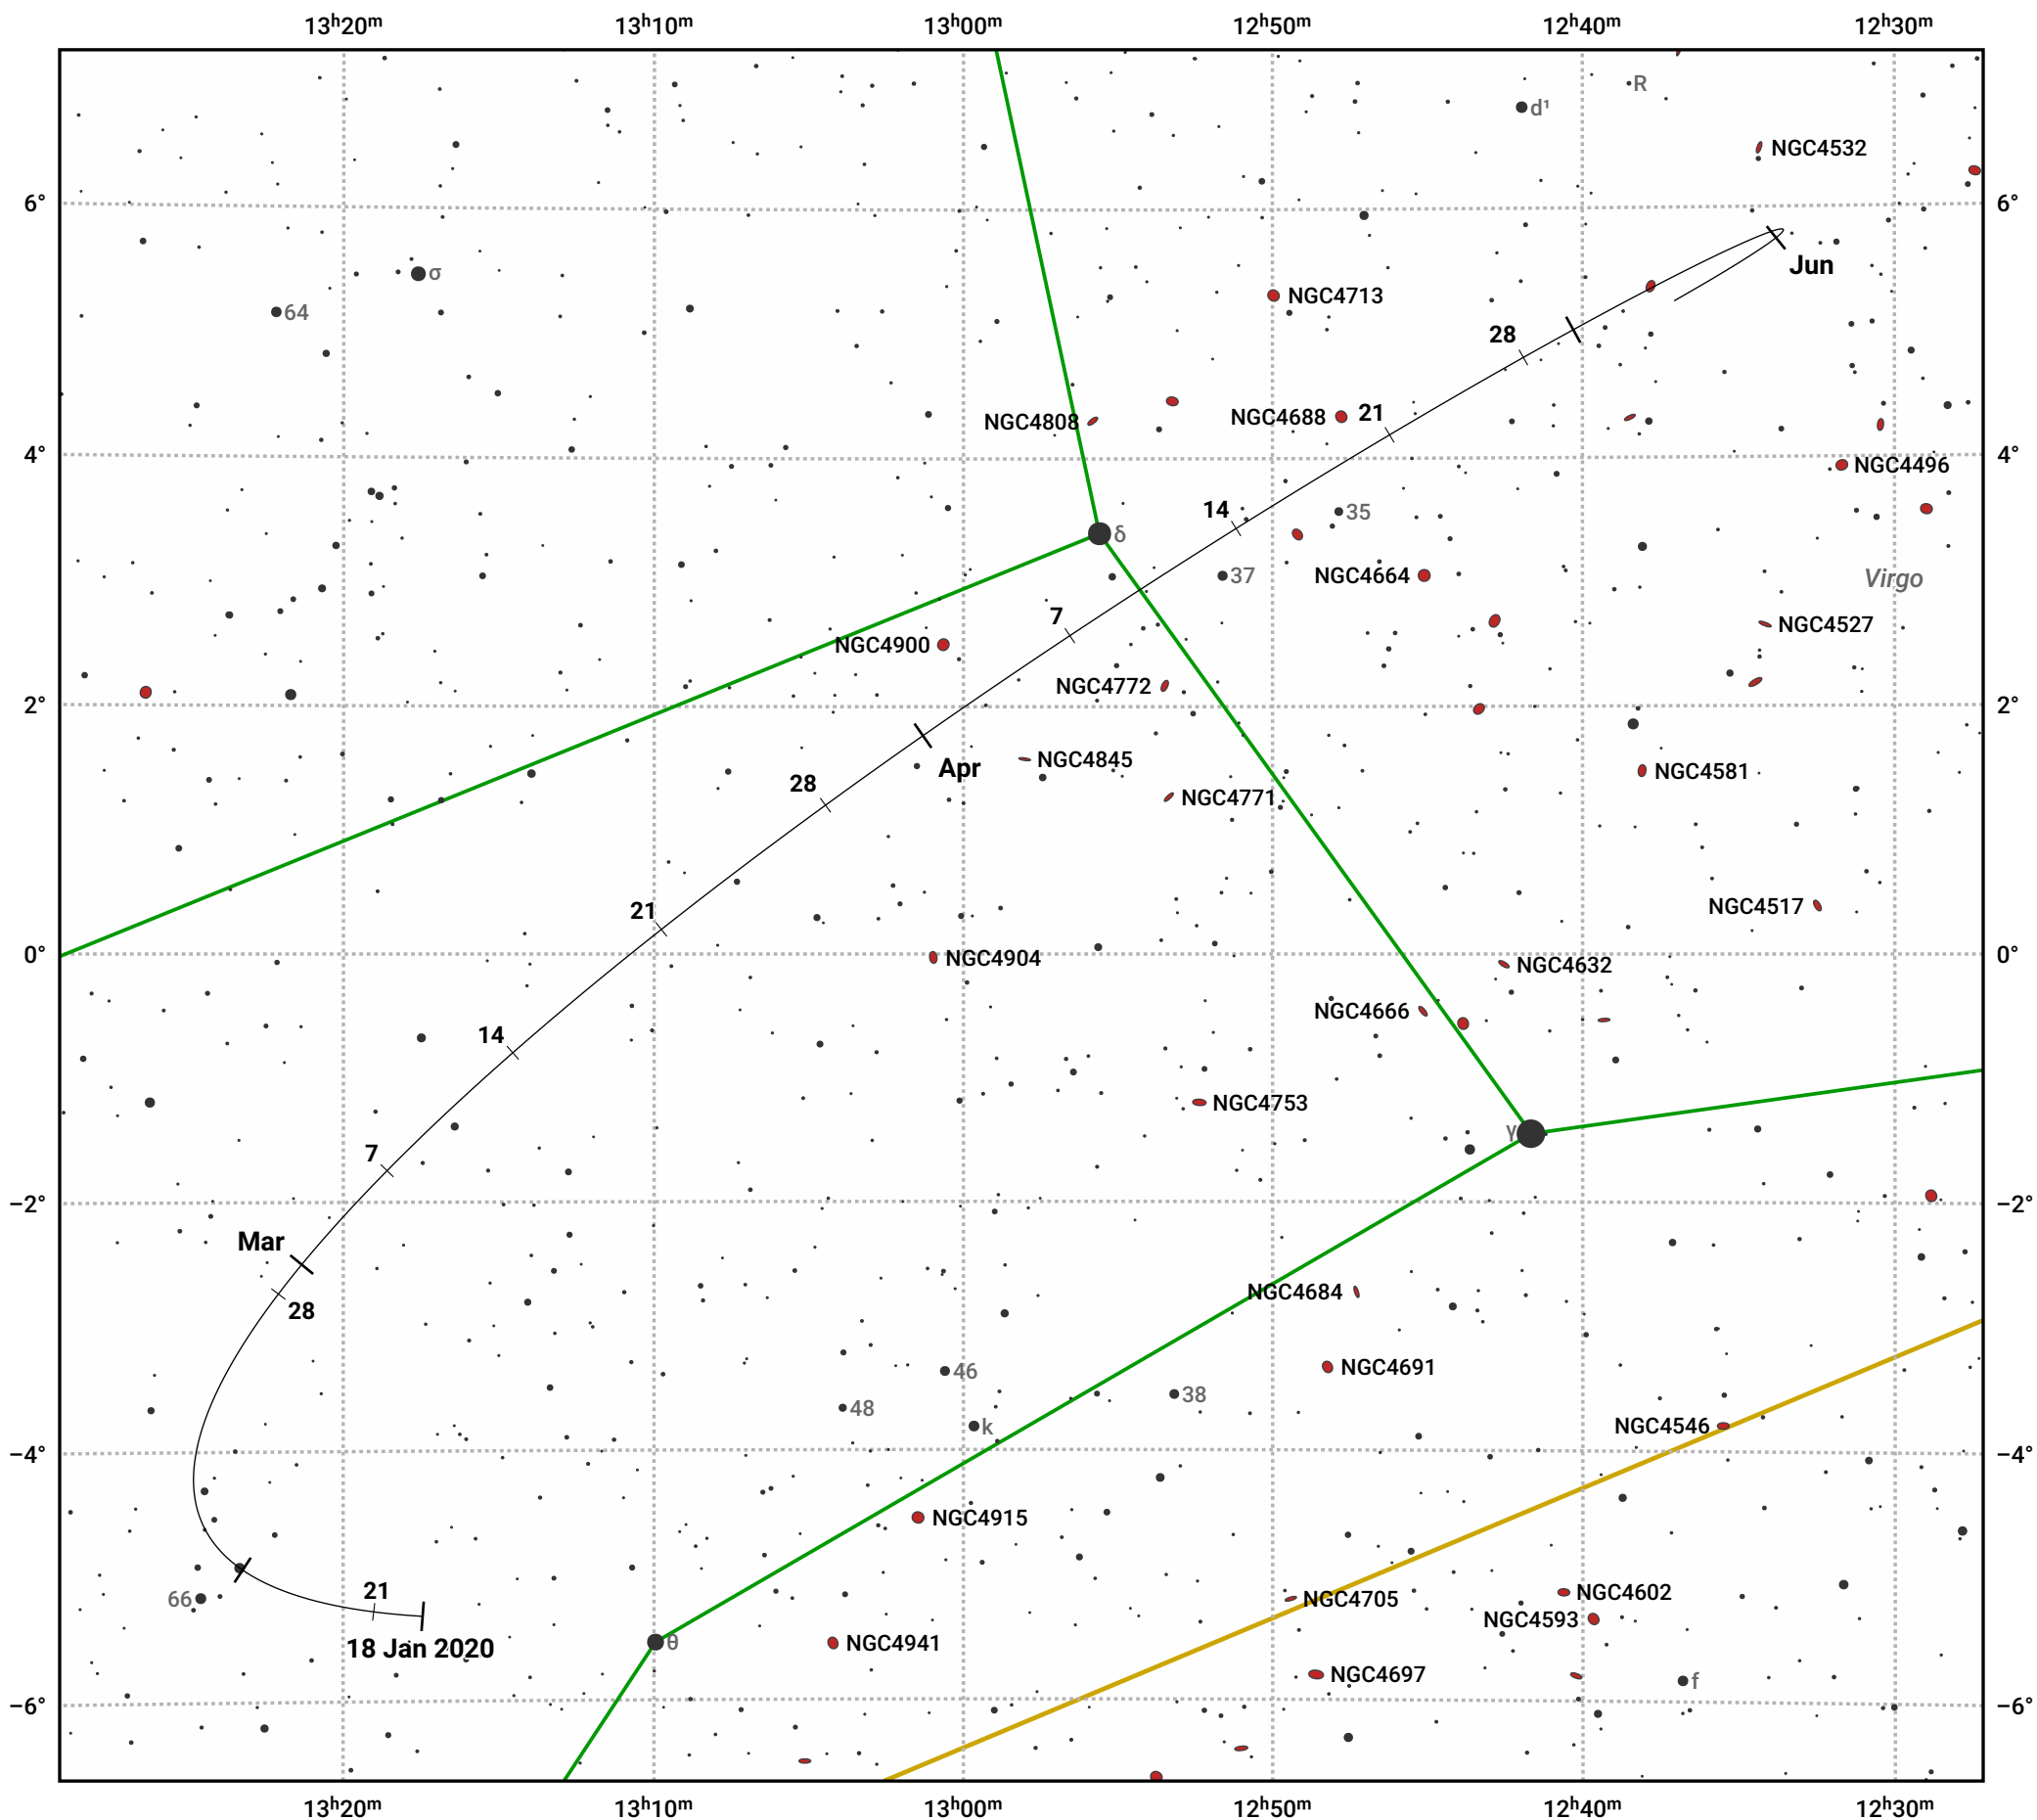 13ʰ20ᵐ 13ʰ10ᵐ 13ʰ00ᵐ 12ʰ50ᵐ 12ʰ40ᵐ 12ʰ30ᵐ
R
d¹
NGC4532
6° 6°
Jun
σ
NGC4713
64
28
NGC4808
NGC4688
21
4° 4°
NGC4496
14
35
δ
37
NGC4664
Virgo
7
NGC4527
NGC4900
NGC4772
2° 2°
Apr
NGC4845
NGC4581
28
NGC4771
21
NGC4517
0° 0°
NGC4904
NGC4632
NGC4666
14
NGC4753
γ
7
−2° −2°
Mar
28
NGC4684
46
NGC4691
38
48
k
NGC4546
−4° −4°
NGC4915
21
66
NGC4705
NGC4602
NGC4593
18 Jan 2020
θ
NGC4941
NGC4697
f
−6° −6°
13ʰ20ᵐ 13ʰ10ᵐ 13ʰ00ᵐ 12ʰ50ᵐ 12ʰ40ᵐ 12ʰ30ᵐ